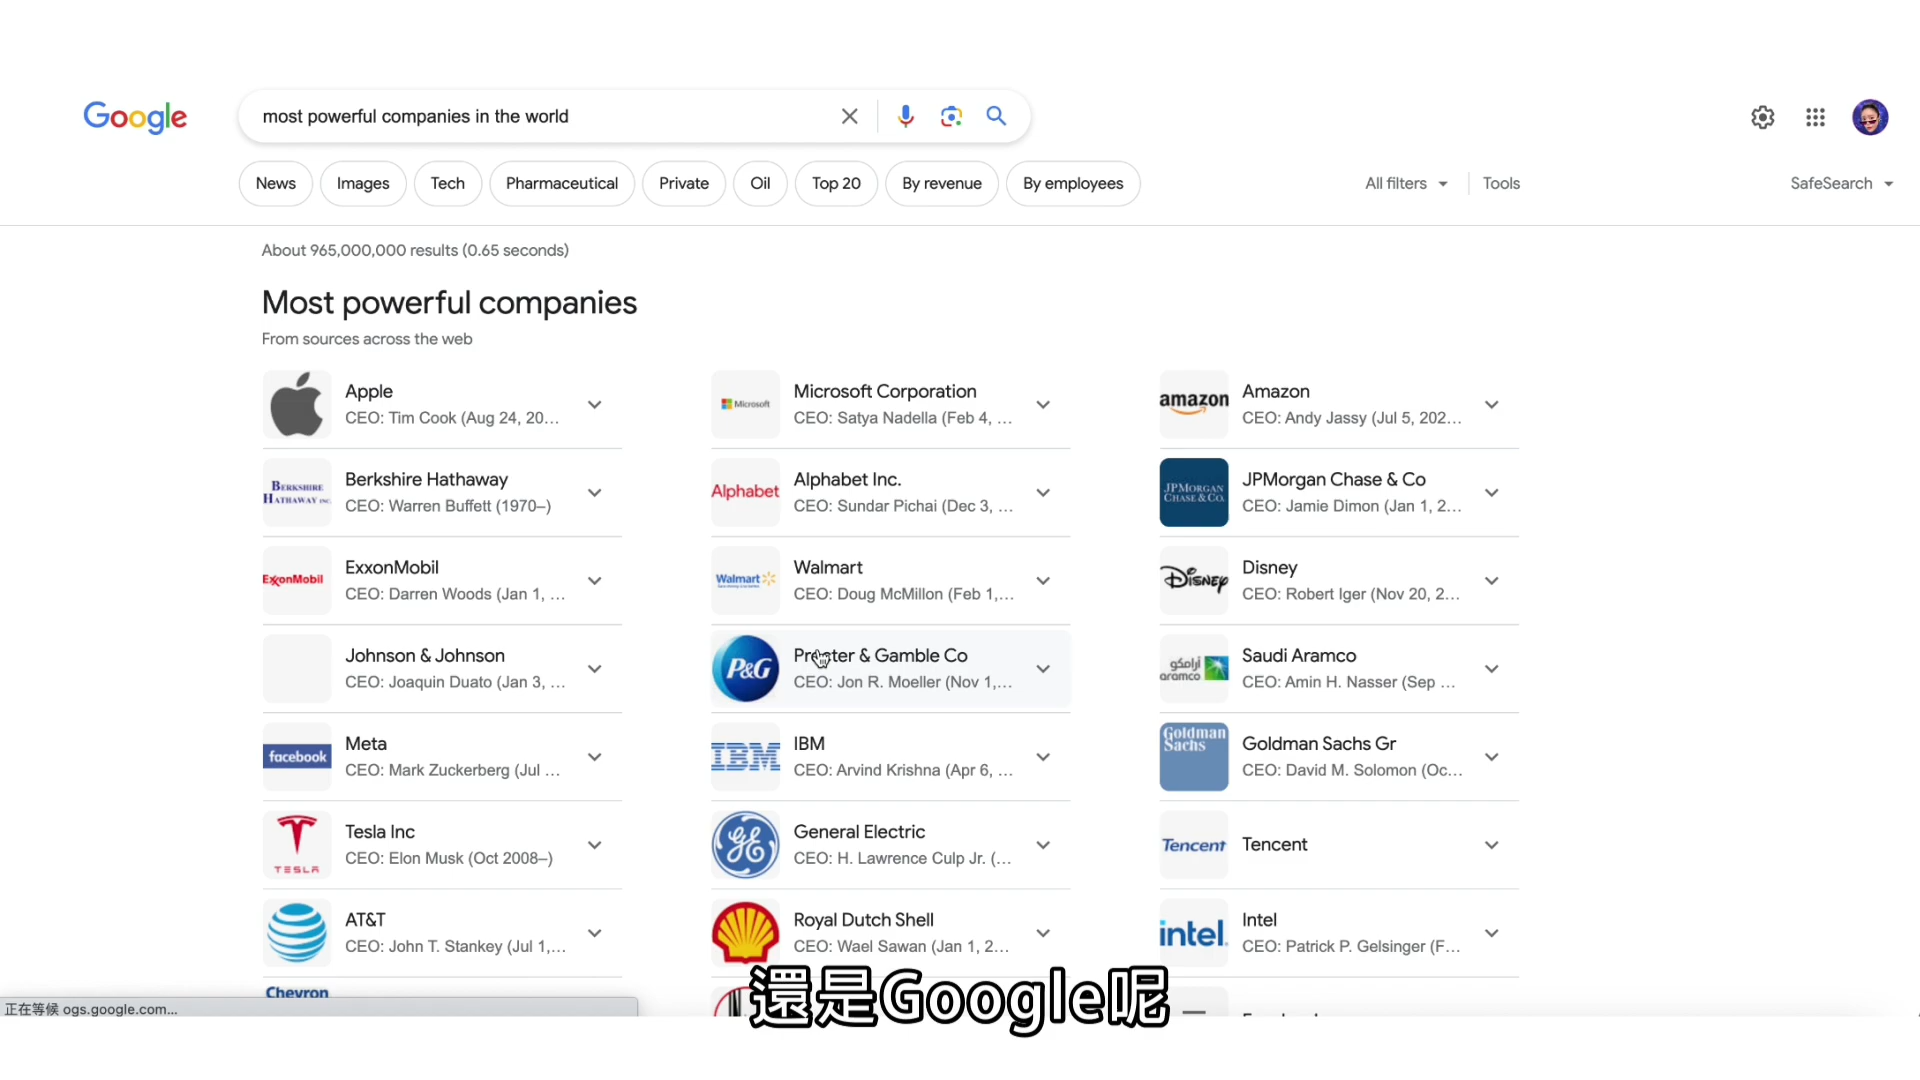 Google
most powerful companies in the world
News
Images
Tech
Pharmaceutical
Private
Oil
Top 20
By revenue
By employees
All filters
Tools
SafeSearch
About 965,000,000 results (0.65 seconds)
Most powerful companies
From sources across the web
Apple
CEO: Tim Cook (Aug 24, 20...
Microsoft
Microsoft Corporation
CEO: Satya Nadella (Feb 4, ...
amazon
Amazon
CEO: Andy Jassy (Jul 5, 202...
BERKSHIRE
HATHAWAY INC.
Berkshire Hathaway
CEO: Warren Buffett (1970–)
Alphabet
Alphabet Inc.
CEO: Sundar Pichai (Dec 3, ...
JPMORGAN
CHASE & CO.
JPMorgan Chase & Co
CEO: Jamie Dimon (Jan 1, 2...
ExxonMobil
ExxonMobil
CEO: Darren Woods (Jan 1, ...
Walmart
Walmart
CEO: Doug McMillon (Feb 1,...
Disney
Disney
CEO: Robert Iger (Nov 20, 2...
Johnson & Johnson
CEO: Joaquin Duato (Jan 3, ...
P&G
Procter & Gamble Co
CEO: Jon R. Moeller (Nov 1,...
أرامكو
aramco
Saudi Aramco
CEO: Amin H. Nasser (Sep ...
facebook
Meta
CEO: Mark Zuckerberg (Jul ...
IBM
IBM
CEO: Arvind Krishna (Apr 6, ...
Goldman
Sachs
Goldman Sachs Gr
CEO: David M. Solomon (Oc...
TESLA
Tesla Inc
CEO: Elon Musk (Oct 2008–)
GE
General Electric
CEO: H. Lawrence Culp Jr. (...
Tencent
Tencent
AT&T
CEO: John T. Stankey (Jul 1,...
Royal Dutch Shell
CEO: Wael Sawan (Jan 1, 2...
intel.
Intel
CEO: Patrick P. Gelsinger (F...
Chevron
還是Google呢
正在等候 ogs.google.com...